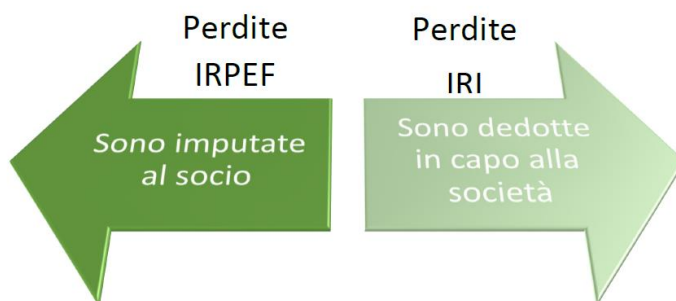 Perdite
IRPEF
Sono imputate
al socio
Perdite
IRI
Sono dedotte
in capo alla
società